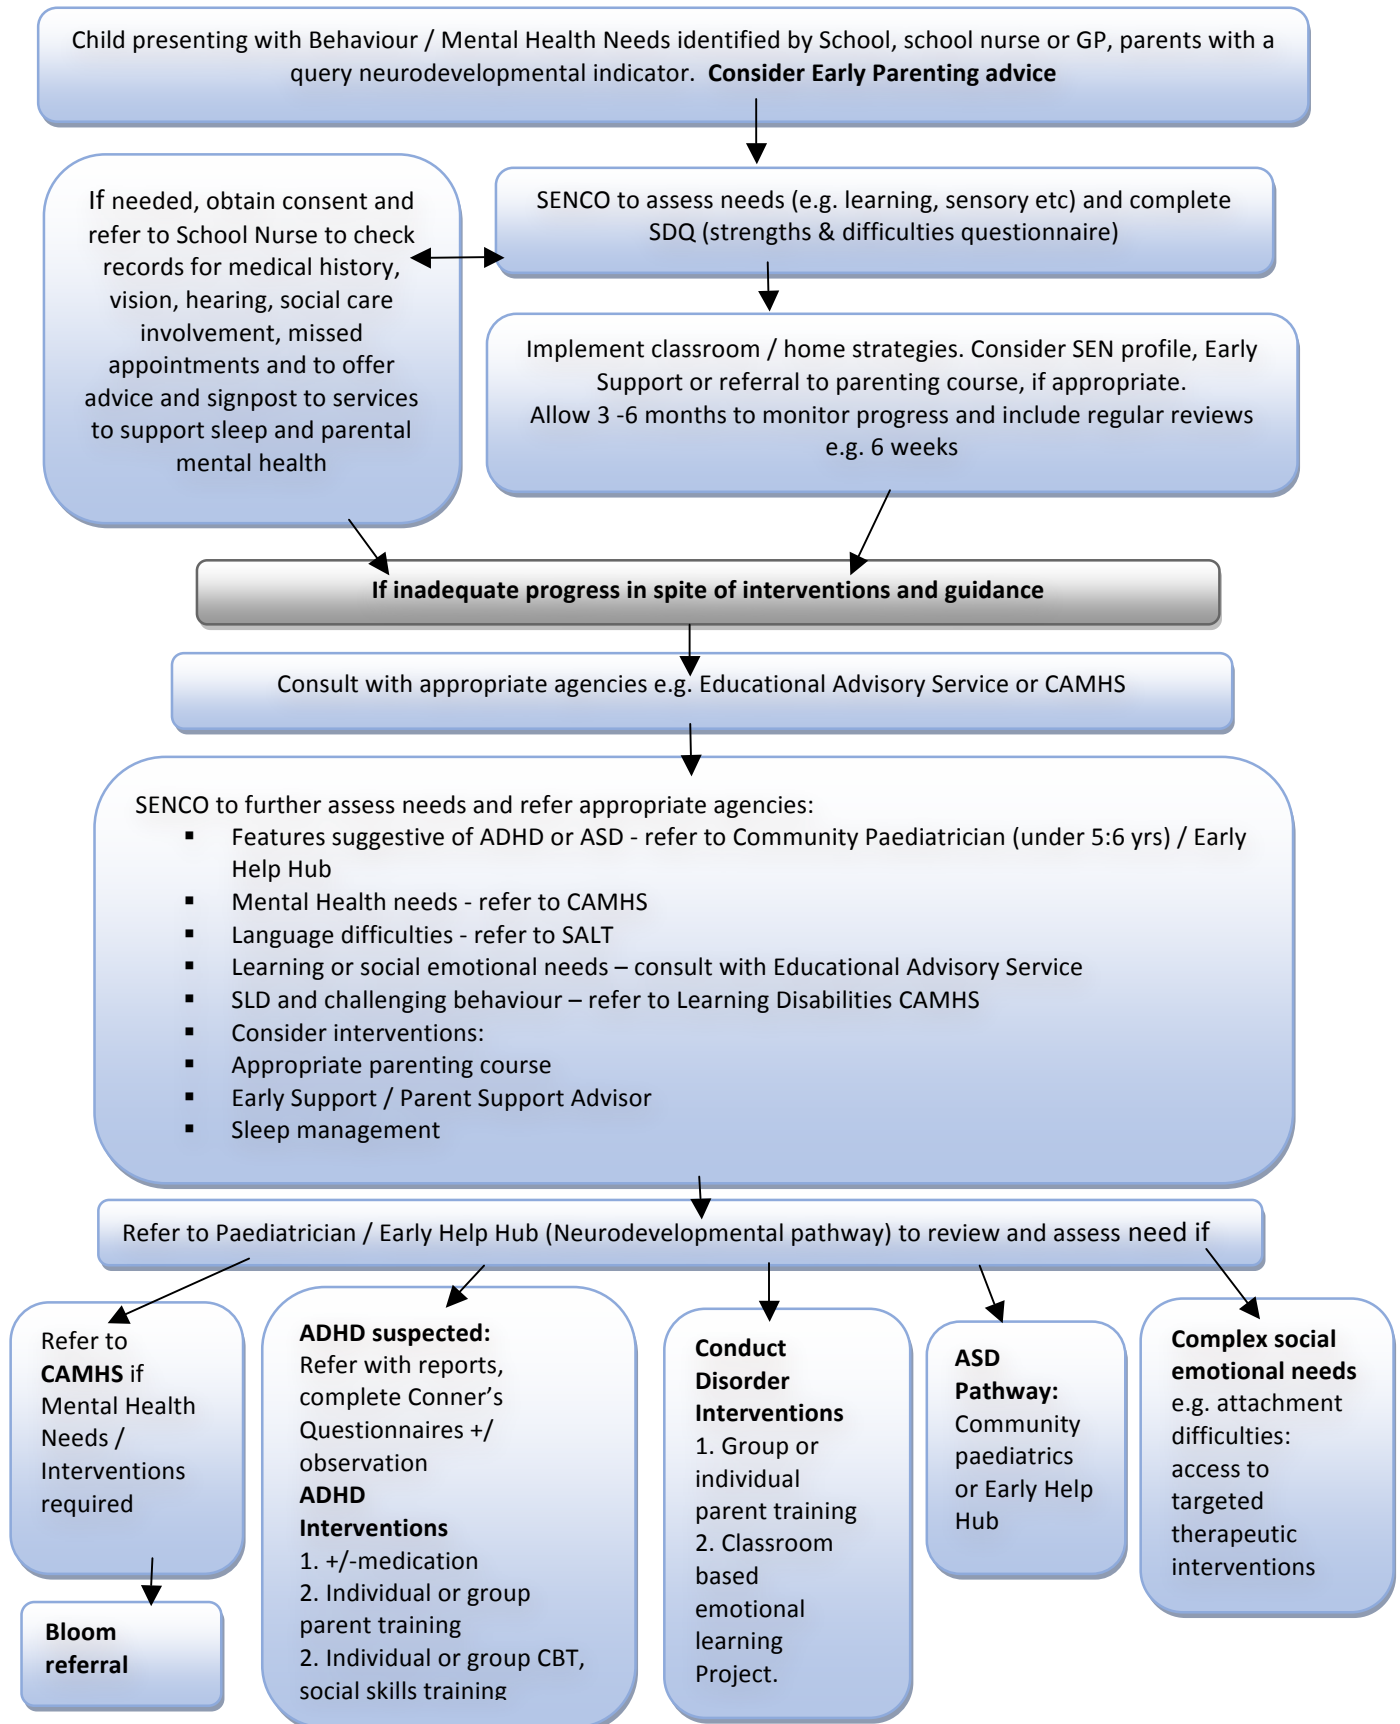 Child presenting with Behaviour / Mental Health Needs identified by School, school nurse or GP, parents with a
query neurodevelopmental indicator.  Consider Early Parenting advice
If needed, obtain consent and
refer to School Nurse to check
records for medical history,
vision, hearing, social care
involvement, missed
appointments and to offer
advice and signpost to services
to support sleep and parental
mental health
SENCO to assess needs (e.g. learning, sensory etc) and complete
SDQ (strengths & difficulties questionnaire)
Implement classroom / home strategies. Consider SEN profile, Early
Support or referral to parenting course, if appropriate.
Allow 3 -6 months to monitor progress and include regular reviews
e.g. 6 weeks
If inadequate progress in spite of interventions and guidance
Consult with appropriate agencies e.g. Educational Advisory Service or CAMHS
SENCO to further assess needs and refer appropriate agencies:
▪ Features suggestive of ADHD or ASD - refer to Community Paediatrician (under 5:6 yrs) / Early
Help Hub
▪ Mental Health needs - refer to CAMHS
▪ Language difficulties - refer to SALT
▪ Learning or social emotional needs – consult with Educational Advisory Service
▪ SLD and challenging behaviour – refer to Learning Disabilities CAMHS
▪ Consider interventions:
▪ Appropriate parenting course
▪ Early Support / Parent Support Advisor
▪ Sleep management
Refer to Paediatrician / Early Help Hub (Neurodevelopmental pathway) to review and assess need if
Refer to
CAMHS if
Mental Health
Needs /
Interventions
required
Bloom
referral
ADHD suspected:
Refer with reports,
complete Conner's
Questionnaires +/
observation
ADHD
Interventions
1. +/-medication
2. Individual or group
parent training
2. Individual or group CBT,
social skills training
Conduct
Disorder
Interventions
1. Group or
individual
parent training
2. Classroom
based
emotional
learning
Project.
ASD
Pathway:
Community
paediatrics
or Early Help
Hub
Complex social
emotional needs
e.g. attachment
difficulties:
access to
targeted
therapeutic
interventions